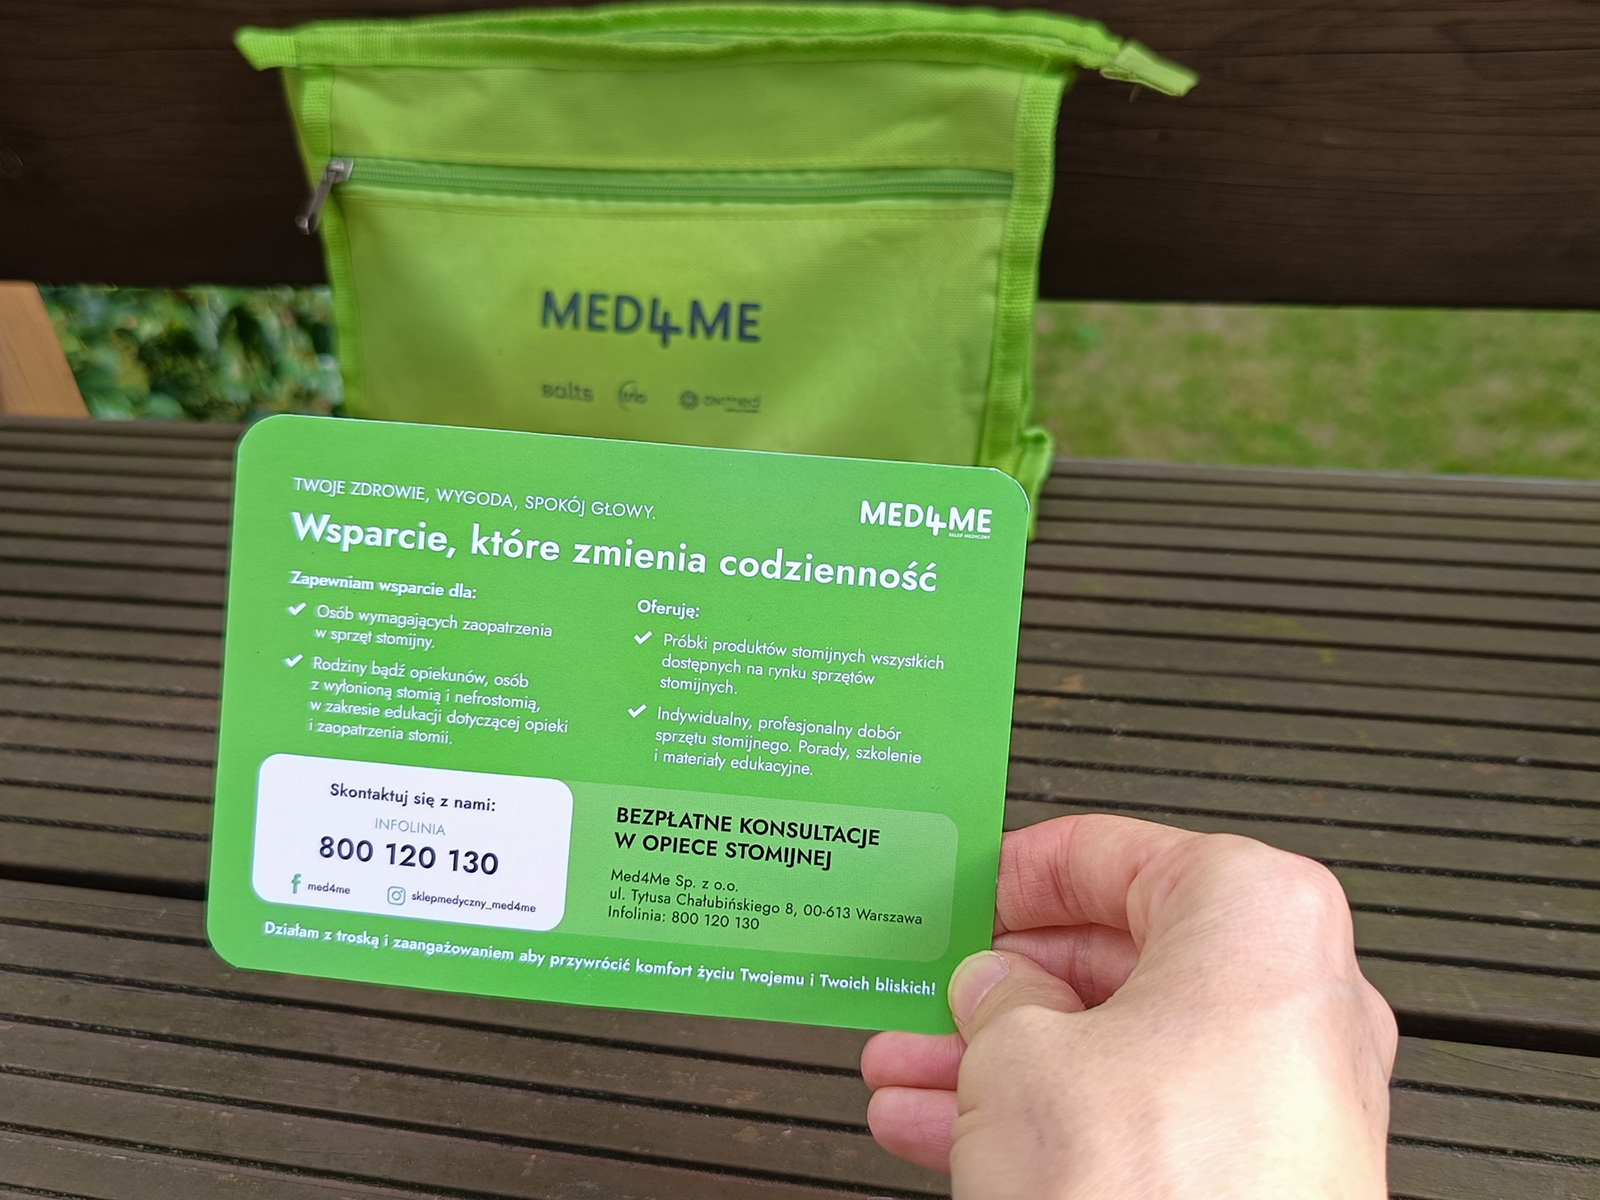 MED4ME
salts
TWOJE ZDROWIE, WYGODA, SPOKÓJ GŁOWY.
MED4ME
SKLEP MEDYCZNY
Wsparcie, które zmienia codzienność
Zapewniam wsparcie dla:
✓ Osób wymagających zaopatrzenia
w sprzęt stomijny.
✓ Rodziny bądź opiekunów, osób
z wyłonioną stomią i nefrostomią,
w zakresie edukacji dotyczącej opieki
i zaopatrzenia stomii.
Oferuję:
✓ Próbki produktów stomijnych wszystkich
dostępnych na rynku sprzętów
stomijnych.
✓ Indywidualny, profesjonalny dobór
sprzętu stomijnego. Porady, szkolenie
i materiały edukacyjne.
Skontaktuj się z nami:
INFOLINIA
800 120 130
med4me
sklepmedyczny_med4me
BEZPŁATNE KONSULTACJE
W OPIECE STOMIJNEJ
Med4Me Sp. z o.o.
ul. Tytusa Chałubińskiego 8, 00-613 Warszawa
Infolinia: 800 120 130
Działam z troską i zaangażowaniem aby przywrócić komfort życiu Twojemu i Twoich bliskich!